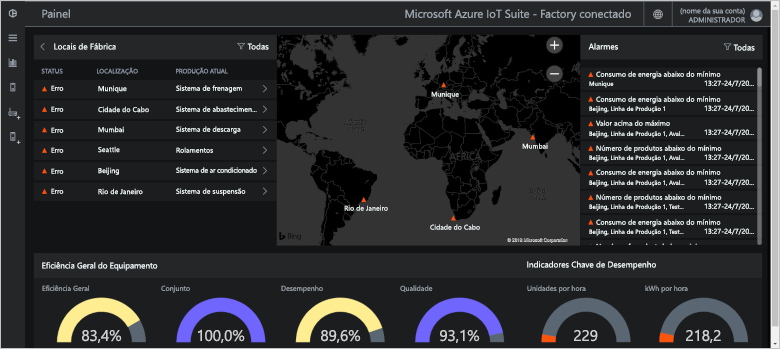 Painel
Microsoft Azure IoT Suite - Factory conectado
(nome da sua conta)
ADMINISTRADOR
Locais de Fábrica
Todas
STATUS LOCALIZAÇÃO PRODUÇÃO ATUAL
Erro Munique Sistema de frenagem
Erro Cidade do Cabo Sistema de abastecimen...
Erro Mumbai Sistema de descarga
Erro Seattle Rolamentos
Erro Beijing Sistema de ar condicionado
Erro Rio de Janeiro Sistema de suspensão
Munique
Mumbai
ÁFRICA
Rio de Janeiro
Cidade do Cabo
Bing
© 2018 Microsoft Corporation
Alarmes
Todas
Consumo de energia abaixo do mínimo
Munique 13:27-24/7/20...
Consumo de energia abaixo do mínimo
Beijing, Linha de Produção 1 13:27-24/7/20...
Valor acima do máximo
Beijing, Linha de Produção 1, Aval... 13:27-24/7/20...
Número de produtos abaixo do mínimo
Beijing, Linha de Produção 1, Aval... 13:27-24/7/20...
Consumo de energia abaixo do mínimo
Beijing, Linha de Produção 1, Aval... 13:27-24/7/20...
Número de produtos abaixo do mínimo
Beijing, Linha de Produção 1, Test... 13:27-24/7/20...
Consumo de energia abaixo do mínimo
Beijing, Linha de Produção 1, Test... 13:27-24/7/20...
Eficiência Geral do Equipamento
Indicadores Chave de Desempenho
Eficiência Geral
Conjunto
Desempenho
Qualidade
Unidades por hora
kWh por hora
83,4%
100,0%
89,6%
93,1%
229
218,2